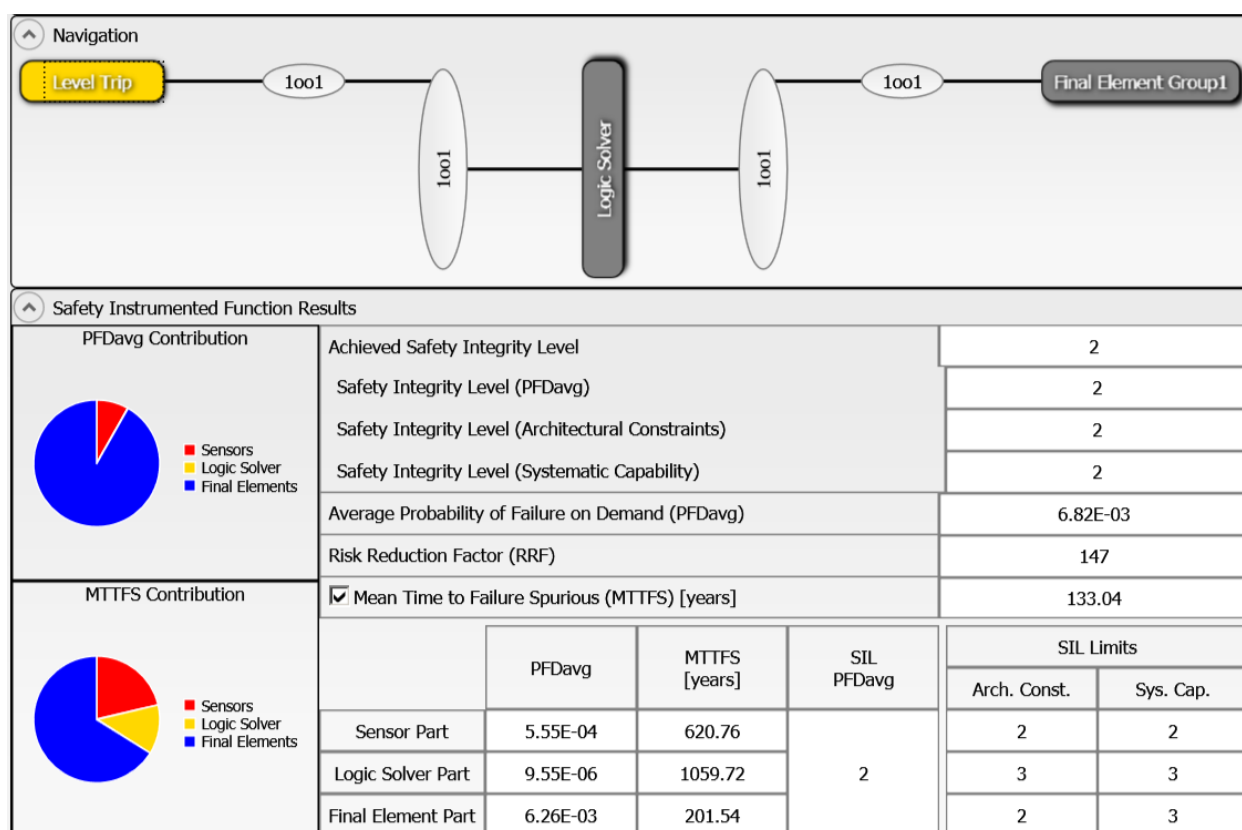 Navigation
Level Trip
1oo1
1oo1
Logic Solver
1oo1
1oo1
Final Element Group1
Safety Instrumented Function Results
PFDavg Contribution
Sensors
Logic Solver
Final Elements
MTTFS Contribution
Sensors
Logic Solver
Final Elements
Achieved Safety Integrity Level 2
Safety Integrity Level (PFDavg) 2
Safety Integrity Level (Architectural Constraints) 2
Safety Integrity Level (Systematic Capability) 2
Average Probability of Failure on Demand (PFDavg) 6.82E-03
Risk Reduction Factor (RRF) 147
Mean Time to Failure Spurious (MTTFS) [years] 133.04
PFDavg
MTTFS
[years]
SIL
PFDavg
SIL Limits
Arch. Const. Sys. Cap.
Sensor Part 5.55E-04 620.76 2 2
Logic Solver Part 9.55E-06 1059.72 2 3 3
Final Element Part 6.26E-03 201.54 2 3